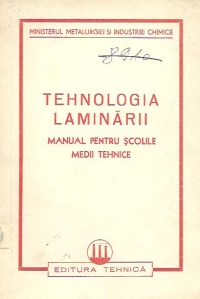 MINISTERUL METALURGIEI ȘI INDUSTRIEI CHIMICE
TEHNOLOGIA
LAMINĂRII
MANUAL PENTRU ȘCOLILE
MEDII TEHNICE
EDITURA TEHNICĂ